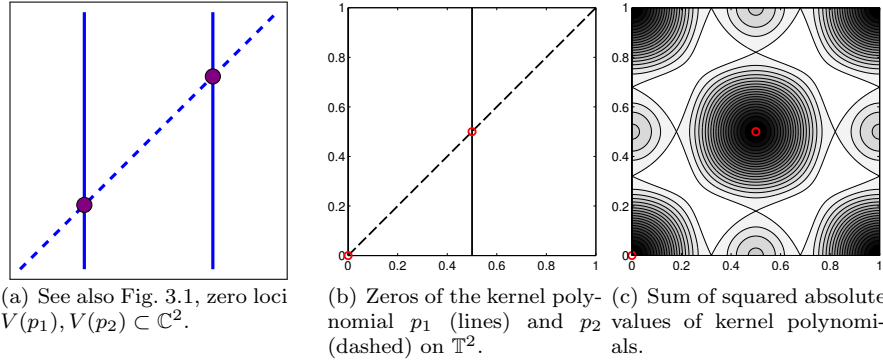 1
0.8
0.6
0.4
0.2
0
0 0.2 0.4 0.6 0.8 1
1
0.8
0.6
0.4
0.2
0
0 0.2 0.4 0.6 0.8 1
(a) See also Fig. 3.1, zero loci
V(p₁), V(p₂) ⊂ ℂ².
(b) Zeros of the kernel poly-
nomial p₁ (lines) and p₂
(dashed) on 𝕋².
(c) Sum of squared absolute
values of kernel polynomi-
als.